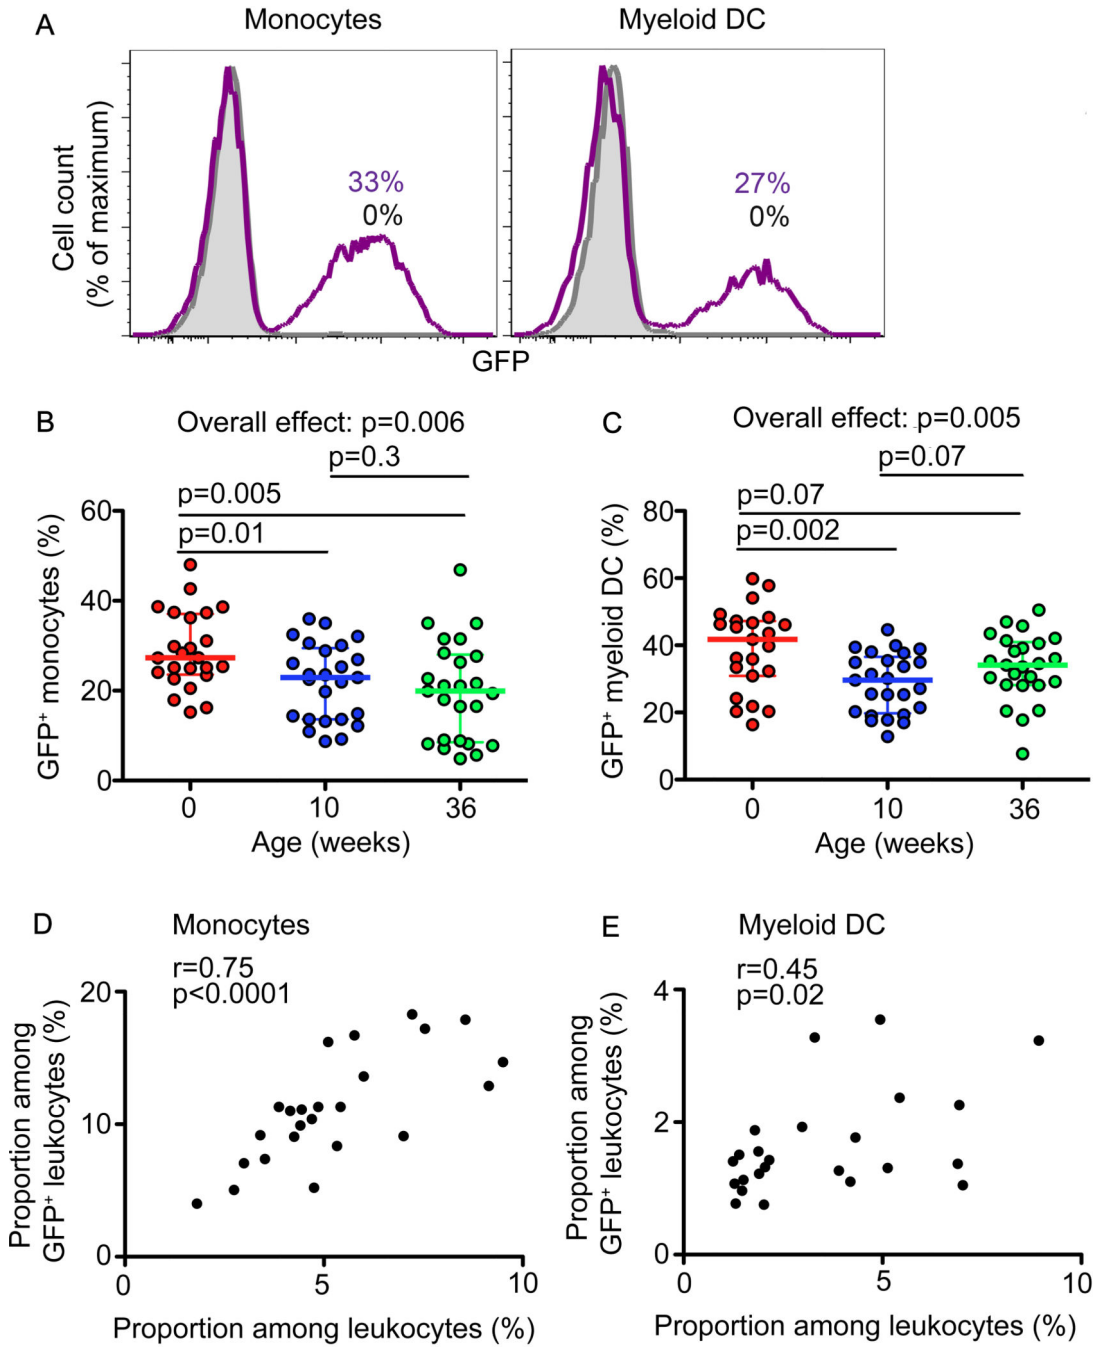 A
Monocytes
Myeloid DC
Cell count
(% of maximum)
33%
0%
27%
0%
GFP
B
Overall effect: p=0.006
p=0.3
p=0.005
p=0.01
GFP⁺ monocytes (%)
60
40
20
0
0
10
36
Age (weeks)
C
Overall effect: p=0.005
p=0.07
p=0.07
p=0.002
GFP⁺ myeloid DC (%)
80
60
40
20
0
0
10
36
Age (weeks)
D
Monocytes
r=0.75
p<0.0001
Proportion among
GFP⁺ leukocytes (%)
20
10
0
0
5
10
Proportion among leukocytes (%)
E
Myeloid DC
r=0.45
p=0.02
Proportion among
GFP⁺ leukocytes (%)
4
2
0
0
5
10
Proportion among leukocytes (%)